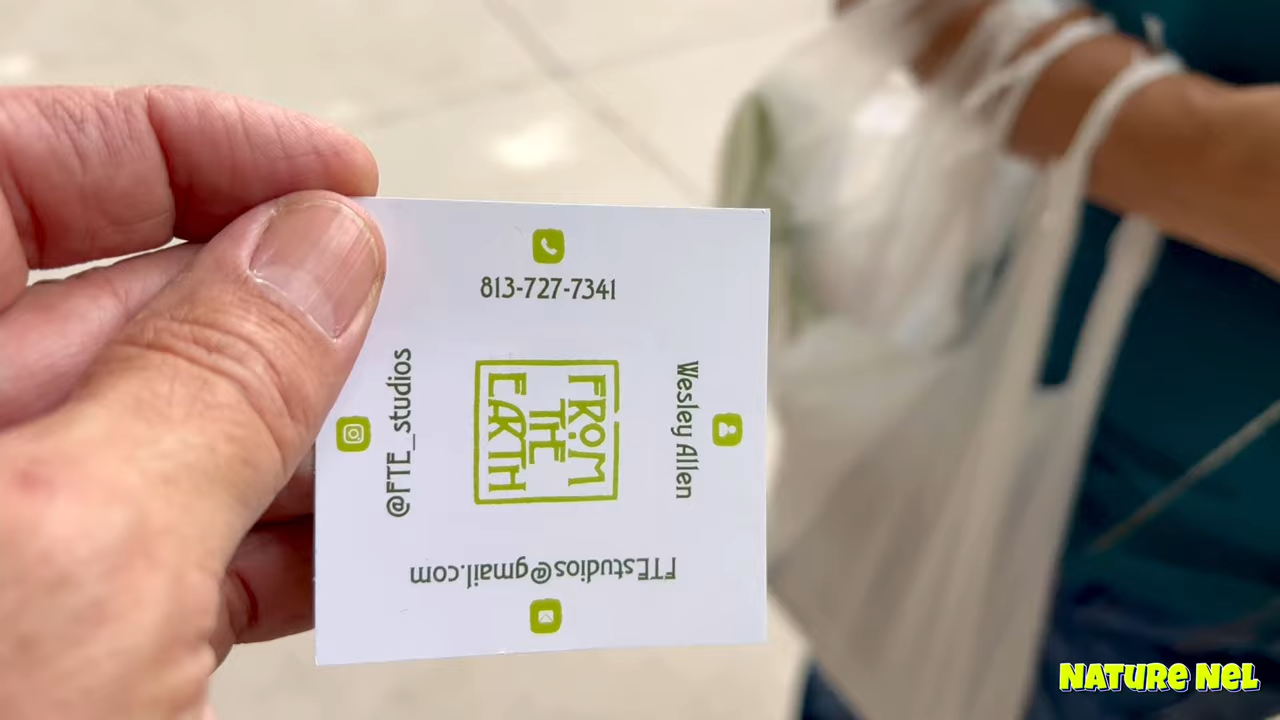 813-727-7341
Wesley Allen
FROM
THE
EARTH
@FTE_studios
FTEstudios@gmail.com
NATURE NEL